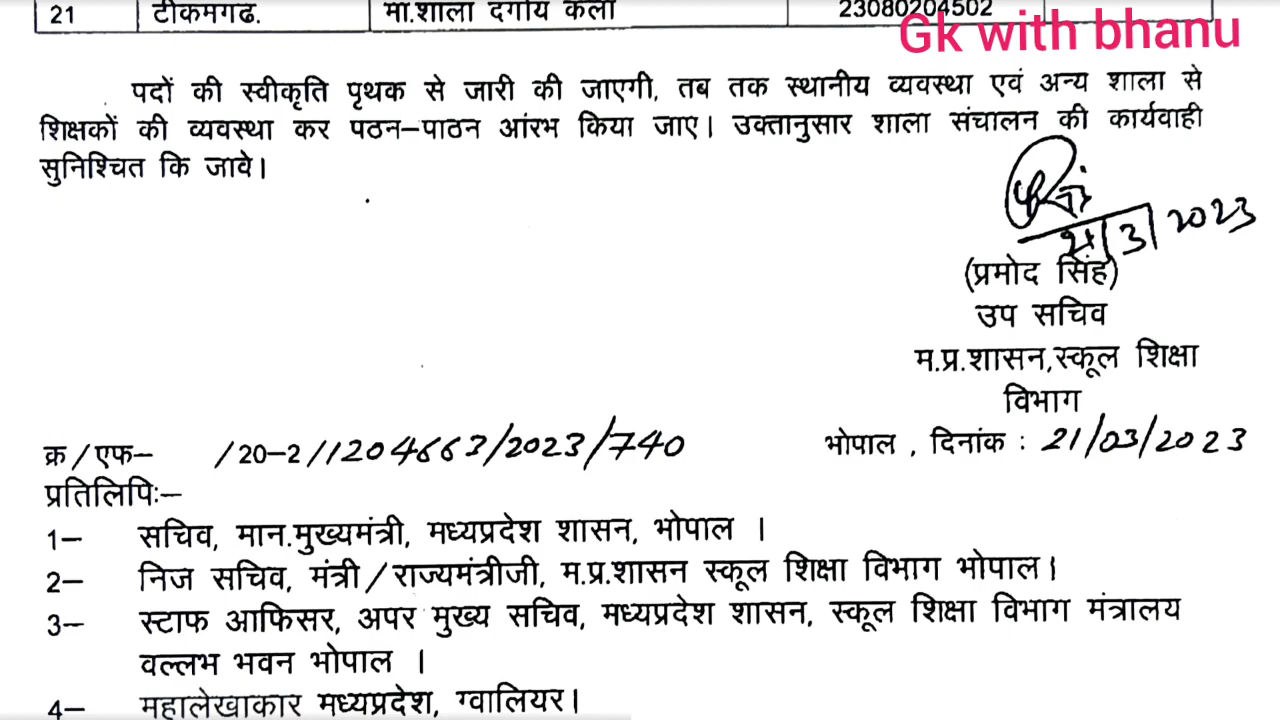 21 टीकमगढ. मा.शाला दगोय कला 23080204502
Gk with bhanu
पदों की स्वीकृति पृथक से जारी की जाएगी, तब तक स्थानीय व्यवस्था एवं अन्य शाला से
शिक्षकों की व्यवस्था कर पठन–पाठन आंरभ किया जाए। उक्तानुसार शाला संचालन की कार्यवाही
सुनिश्चित कि जावे।
21/3/2023
(प्रमोद सिंह)
उप सचिव
म.प्र.शासन,स्कूल शिक्षा
विभाग
क्र/एफ– /20-2/1204663/2023/740 भोपाल, दिनांक : 21/03/2023
प्रतिलिपिः–
1– सचिव, मान.मुख्यमंत्री, मध्यप्रदेश शासन, भोपाल ।
2– निज सचिव, मंत्री/राज्यमंत्रीजी, म.प्र.शासन स्कूल शिक्षा विभाग भोपाल।
3– स्टाफ आफिसर, अपर मुख्य सचिव, मध्यप्रदेश शासन, स्कूल शिक्षा विभाग मंत्रालय
वल्लभ भवन भोपाल ।
4– महालेखाकार मध्यप्रदेश, ग्वालियर।